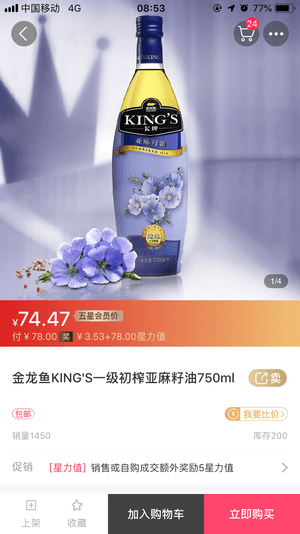 中国移动 4G 08:53 77%
24
KING'S
K牌
亚麻籽油
FLAXSEED OIL
1/4
¥74.47 五星会员价
付¥78.00 奖 ¥3.53+78.00星力值
金龙鱼KING'S一级初榨亚麻籽油750ml
卖
包邮
我要比价>
销量1450
库存200
促销 [星力值] 销售或自购成交额外奖励5星力值
上架
收藏
加入购物车
立即购买